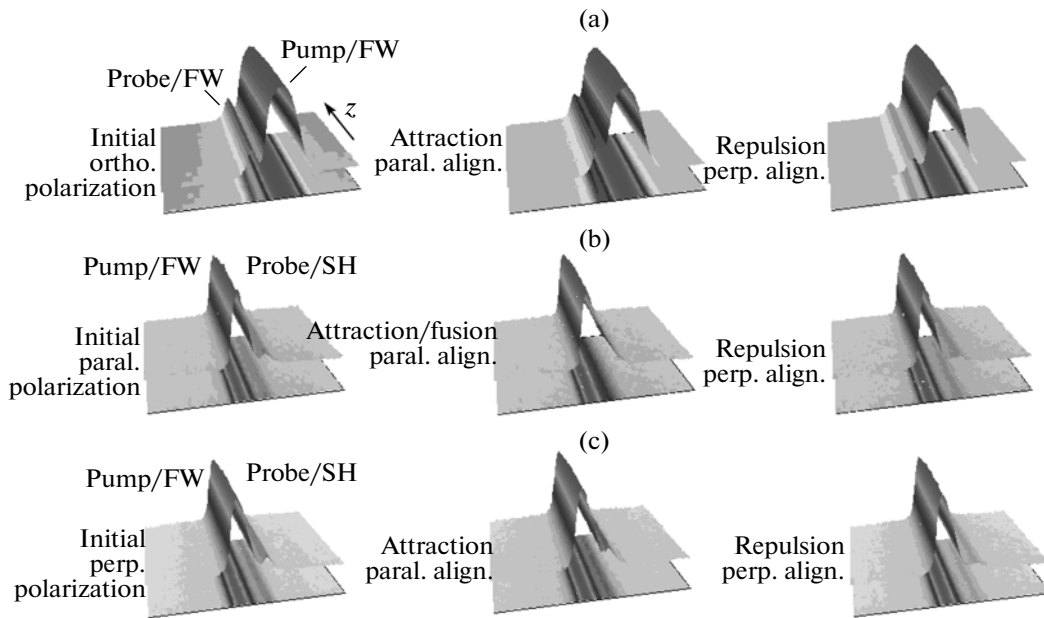 (a)
Pump/FW
Probe/FW
z
Initial
ortho.
polarization
Attraction
paral. align.
Repulsion
perp. align.
(b)
Pump/FW
Probe/SH
Initial
paral.
polarization
Attraction/fusion
paral. align.
Repulsion
perp. align.
(c)
Pump/FW
Probe/SH
Initial
perp.
polarization
Attraction
paral. align.
Repulsion
perp. align.